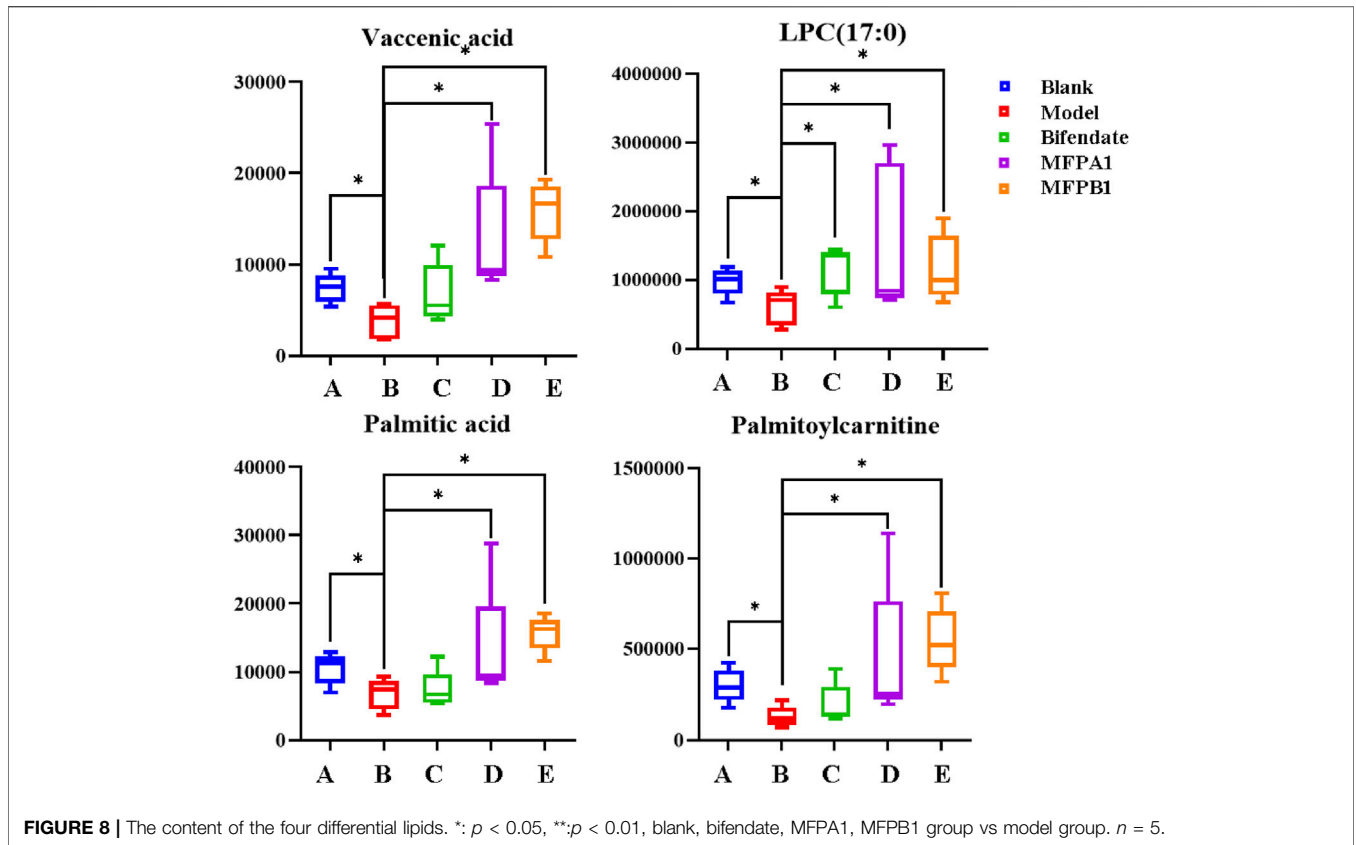 Vaccenic acid
30000
20000
10000
0
* * *
A B C D E
LPC(17:0)
4000000
3000000
2000000
1000000
0
* * * *
A B C D E
Blank
Model
Bifendate
MFPA1
MFPB1
Palmitic acid
40000
30000
20000
10000
0
* * *
A B C D E
Palmitoylcarnitine
1500000
1000000
500000
0
* * *
A B C D E
FIGURE 8 | The content of the four differential lipids. *: p < 0.05, **:p < 0.01, blank, bifendate, MFPA1, MFPB1 group vs model group. n = 5.